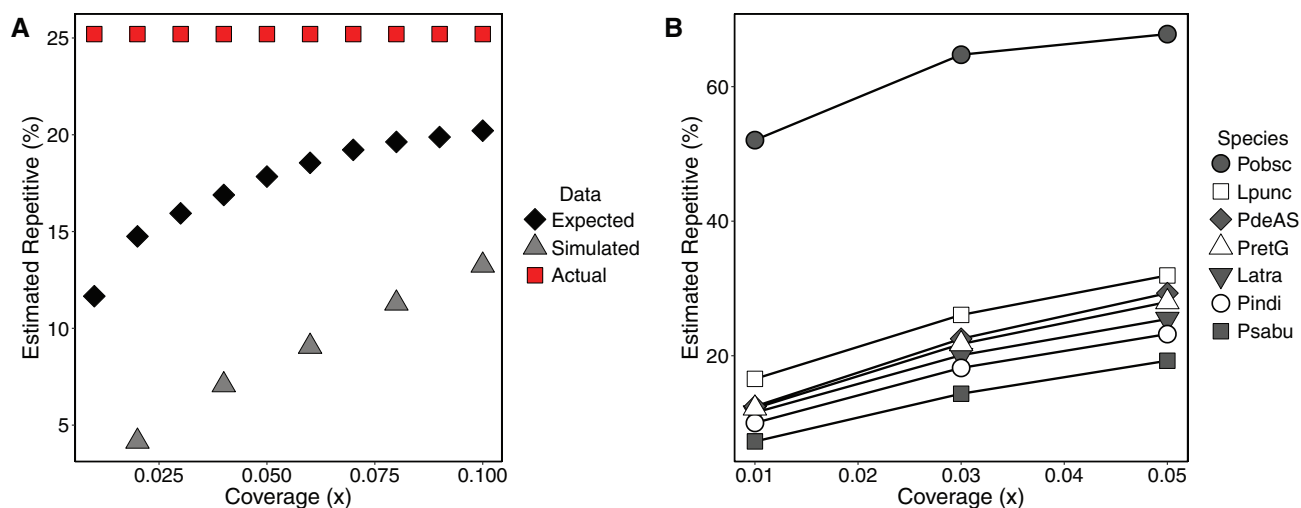 A
Estimated Repetitive (%)
25
20
15
10
5
0.025
0.050
0.075
0.100
Coverage (x)
Data
Expected
Simulated
Actual
B
Estimated Repetitive (%)
60
40
20
0.01
0.02
0.03
0.04
0.05
Coverage (x)
Species
Pobsc
Lpunc
PdeAS
PretG
Latra
Pindi
Psabu